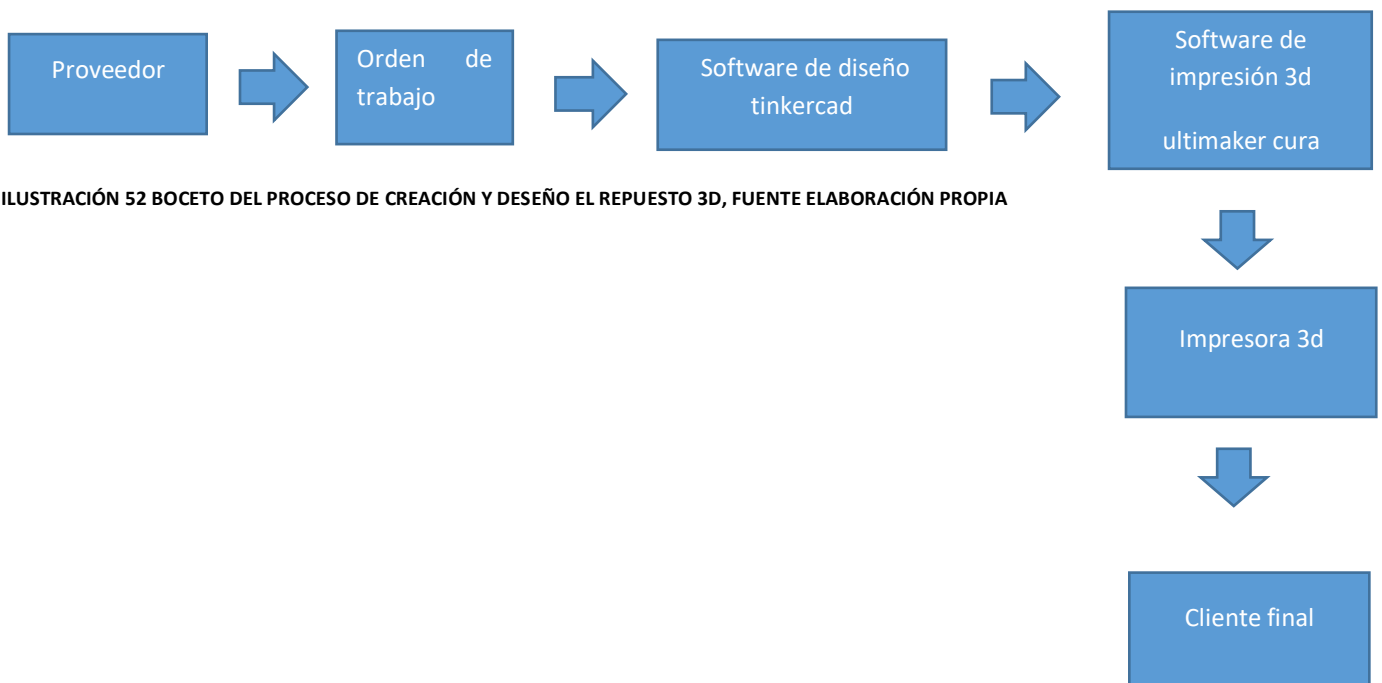 Proveedor
Orden de
trabajo
Software de diseño
tinkercad
Software de
impresión 3d
ultimaker cura
ILUSTRACIÓN 52 BOCETO DEL PROCESO DE CREACIÓN Y DESEÑO EL REPUESTO 3D, FUENTE ELABORACIÓN PROPIA
Impresora 3d
Cliente final